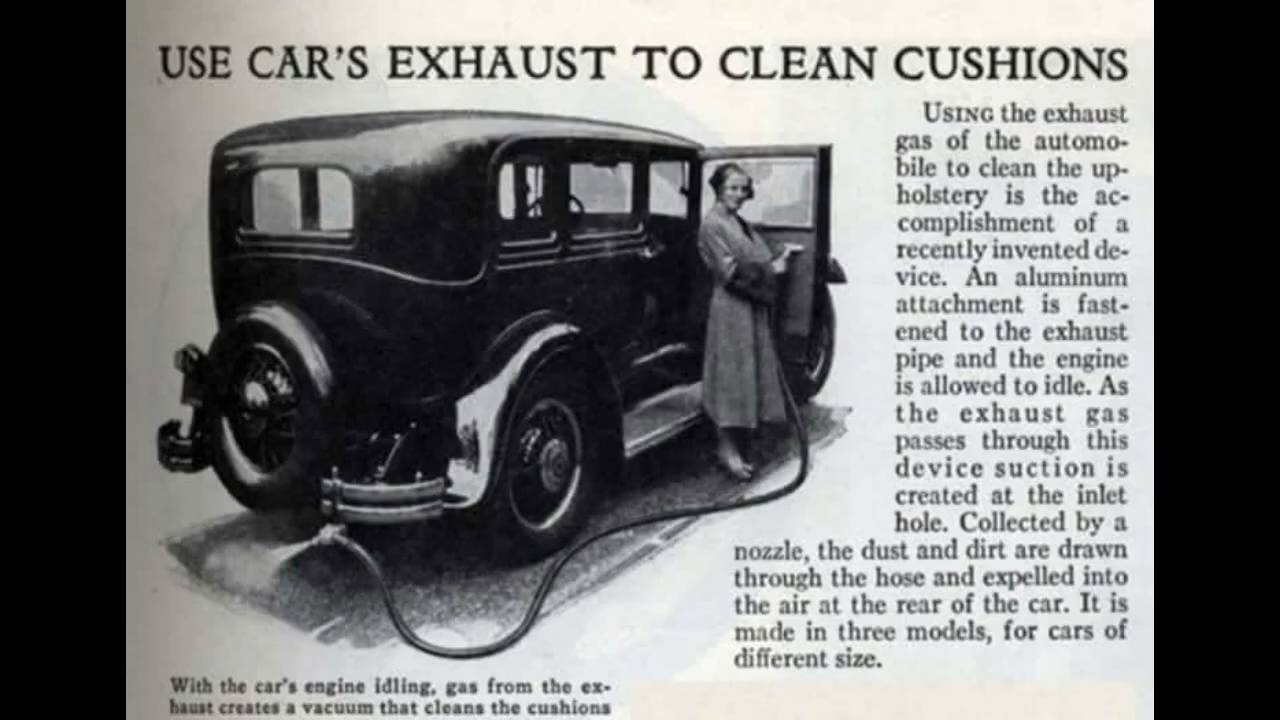 USE CAR'S EXHAUST TO CLEAN CUSHIONS
USING the exhaust
gas of the automo-
bile to clean the up-
holstery is the ac-
complishment of a
recently invented de-
vice. An aluminum
attachment is fast-
ened to the exhaust
pipe and the engine
is allowed to idle. As
the exhaust gas
passes through this
device suction is
created at the inlet
hole. Collected by a
nozzle, the dust and dirt are drawn
through the hose and expelled into
the air at the rear of the car. It is
made in three models, for cars of
different size.
With the car's engine idling, gas from the ex-
haust creates a vacuum that cleans the cushions